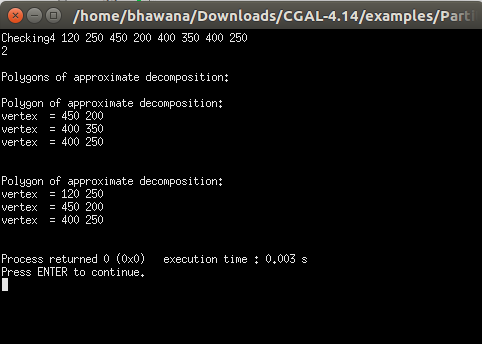 /home/bhawana/Downloads/CGAL-4.14/examples/Parti
Checking4 120 250 450 200 400 350 400 250
2
Polygons of approximate decomposition:
Polygon of approximate decomposition:
vertex  = 450 200
vertex  = 400 350
vertex  = 400 250
Polygon of approximate decomposition:
vertex  = 120 250
vertex  = 450 200
vertex  = 400 250
Process returned 0 (0x0)   execution time : 0.003 s
Press ENTER to continue.